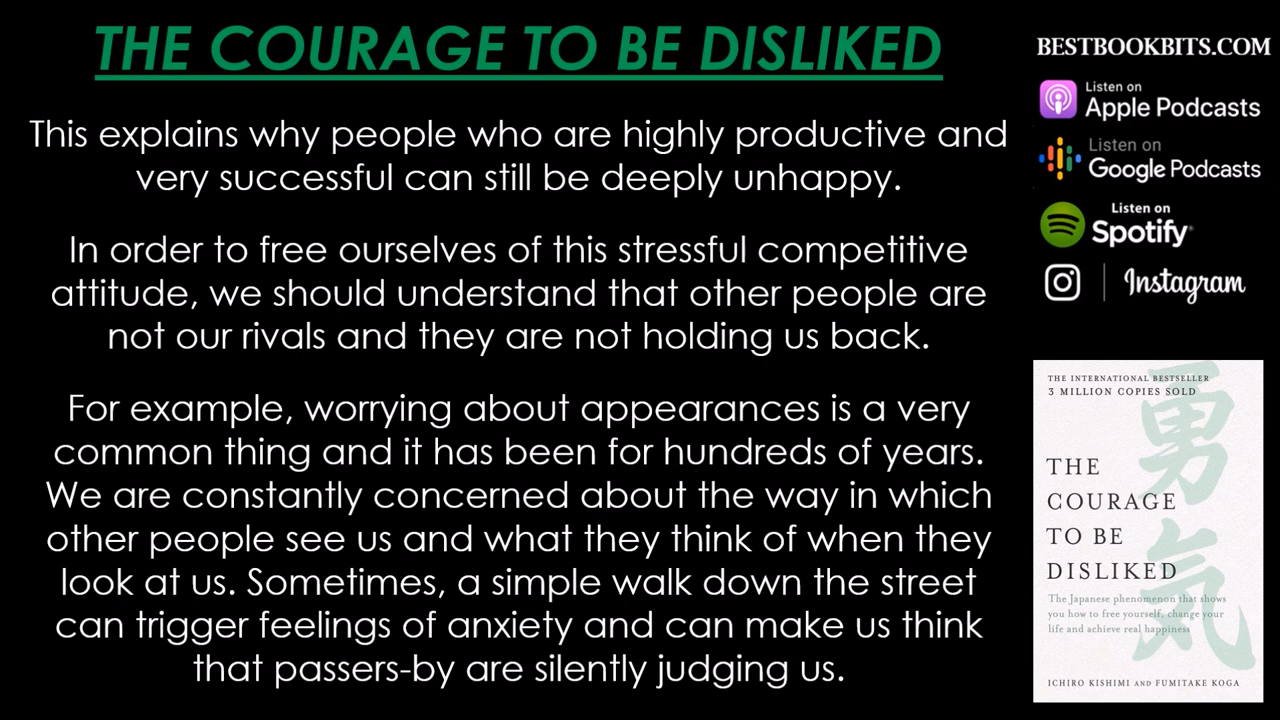 THE COURAGE TO BE DISLIKED
This explains why people who are highly productive and
very successful can still be deeply unhappy.
In order to free ourselves of this stressful competitive
attitude, we should understand that other people are
not our rivals and they are not holding us back.
For example, worrying about appearances is a very
common thing and it has been for hundreds of years.
We are constantly concerned about the way in which
other people see us and what they think of when they
look at us. Sometimes, a simple walk down the street
can trigger feelings of anxiety and can make us think
that passers-by are silently judging us.
BESTBOOKBITS.COM
Listen on
Apple Podcasts
Listen on
Google Podcasts
Listen on
Spotify
Instagram
THE INTERNATIONAL BESTSELLER
3 MILLION COPIES SOLD
勇
気
THE
COURAGE
TO BE
DISLIKED
The Japanese phenomenon that shows
you how to free yourself, change your
life and achieve real happiness
ICHIRO KISHIMI AND FUMITAKE KOGA